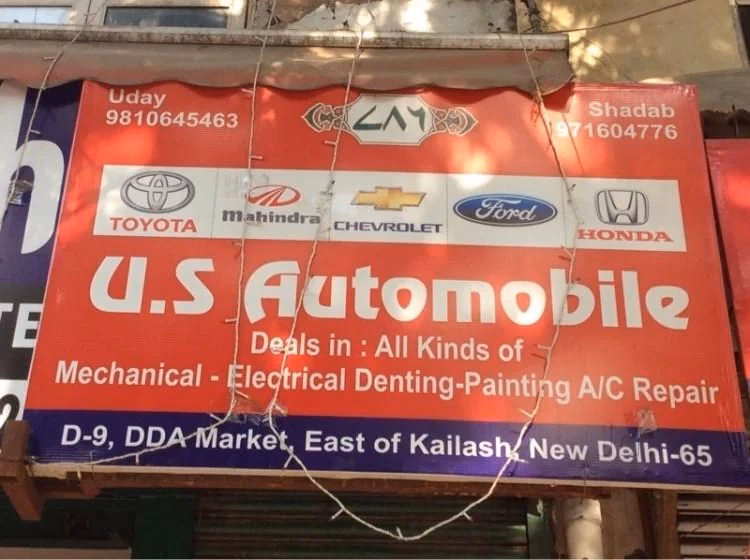 Uday
9810645463
۷۸۶
Shadab
971604776
TOYOTA
Mahindra
CHEVROLET
Ford
HONDA
U.S Automobile
Deals in : All Kinds of
Mechanical - Electrical Denting-Painting A/C Repair
D-9, DDA Market, East of Kailash, New Delhi-65